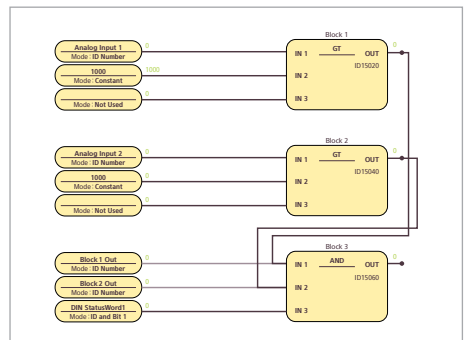 Block 1
Analog Input 1
Mode : ID Number
0
IN 1
GT
OUT
0
ID15020
1000
Mode : Constant
1000
IN 2
Mode : Not Used
0
IN 3
Block 2
Analog Input 2
Mode : ID Number
0
IN 1
GT
OUT
0
ID15040
1000
Mode : Constant
0
IN 2
Mode : Not Used
0
IN 3
Block 3
Block 1 Out
Mode : ID Number
0
IN 1
AND
OUT
0
ID15060
Block 2 Out
Mode : ID Number
0
IN 2
DIN StatusWord1
Mode : ID and Bit 1
0
IN 3